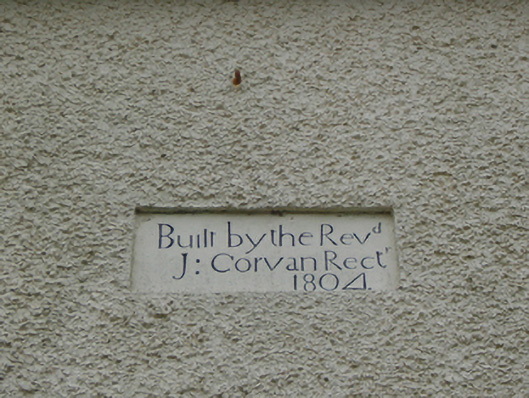 Built by the Revᵈ
J: Corvan Rectʳ
1804.